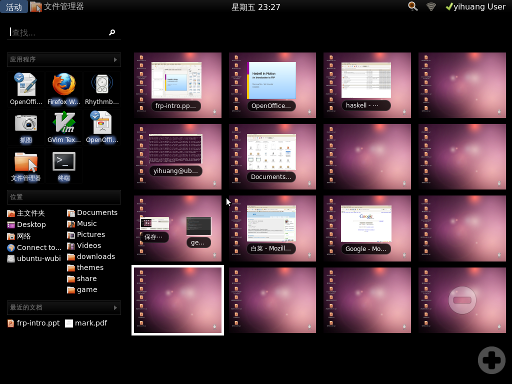 活动 文件管理器 星期五 23:27 yihuang User
查找...
应用程序
OpenOffi... Firefox W... Rhythmb...
抓图 GVim Tex... OpenOffi...
文件管理器 终端
位置
主文件夹 Documents
Desktop Music
网络 Pictures
Connect to... Videos
ubuntu-wubi downloads
themes
share
game
最近的文档
frp-intro.ppt mark.pdf
frp-intro.pp... OpenOffice... haskell - ...
yihuang@ub... Documents...
保存... ge... 白菜 - Mozill... Google - Mo...